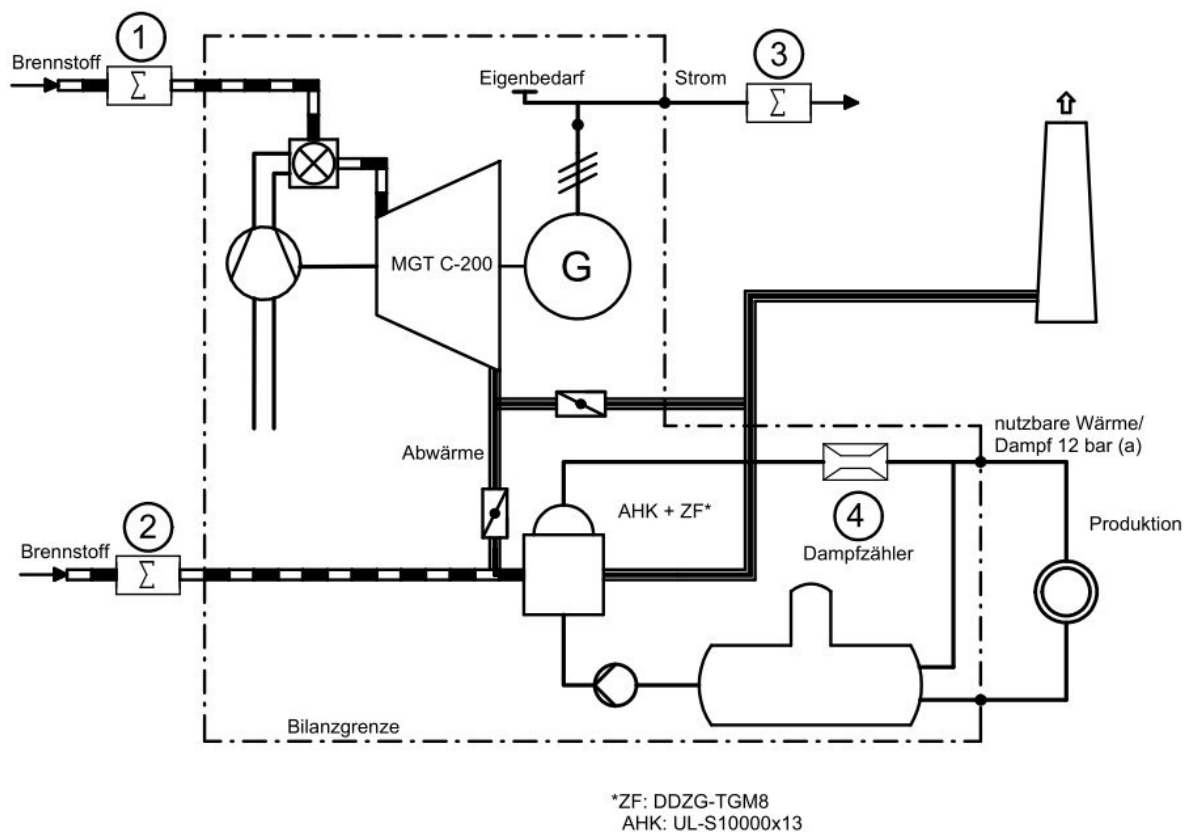 1
Brennstoff
Σ
3
Eigenbedarf
Strom
Σ
MGT C-200
G
Abwärme
nutzbare Wärme/
Dampf 12 bar (a)
AHK + ZF*
4
Dampfzähler
Produktion
2
Brennstoff
Σ
Bilanzgrenze
*ZF: DDZG-TGM8
AHK: UL-S10000x13